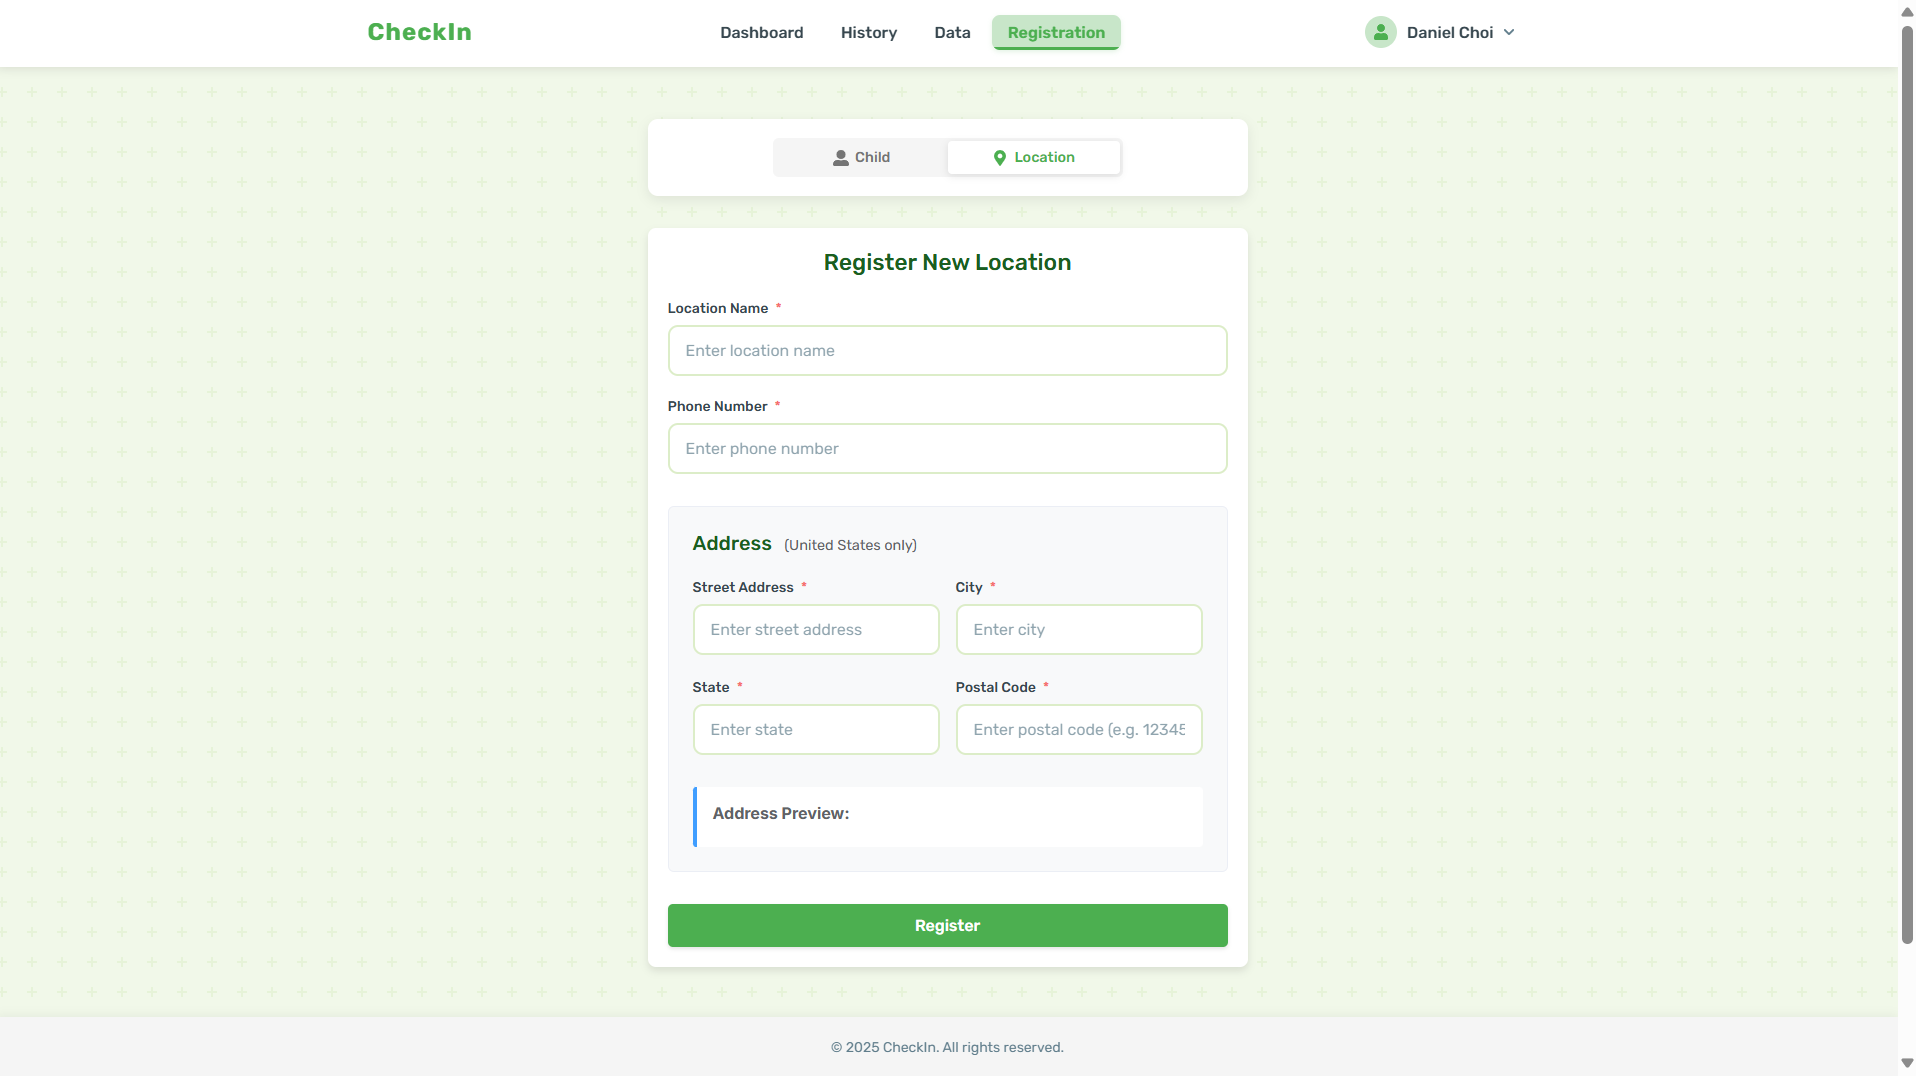 CheckIn
Dashboard
History
Data
Registration
Daniel Choi
Child
Location
Register New Location
Location Name *
Enter location name
Phone Number *
Enter phone number
Address (United States only)
Street Address *
City *
Enter street address
Enter city
State *
Postal Code *
Enter state
Enter postal code (e.g. 12345
Address Preview:
Register
© 2025 CheckIn. All rights reserved.